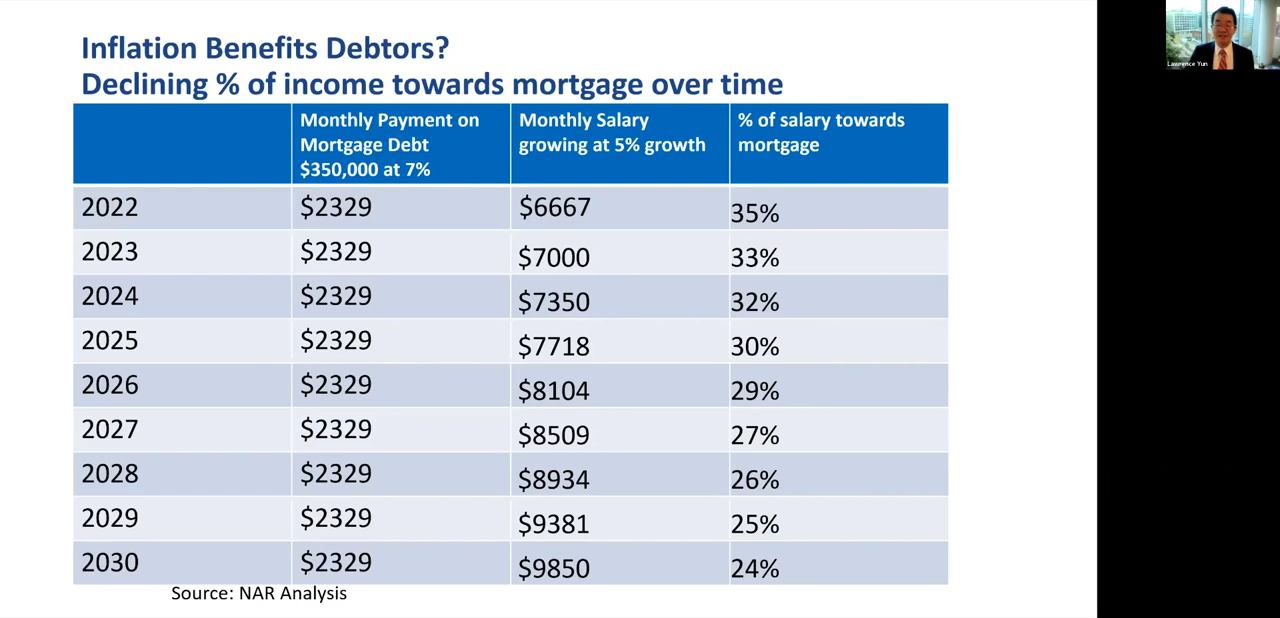 Inflation Benefits Debtors?
Declining % of income towards mortgage over time
Monthly Payment on Mortgage Debt $350,000 at 7% Monthly Salary growing at 5% growth % of salary towards mortgage
2022 $2329 $6667 35%
2023 $2329 $7000 33%
2024 $2329 $7350 32%
2025 $2329 $7718 30%
2026 $2329 $8104 29%
2027 $2329 $8509 27%
2028 $2329 $8934 26%
2029 $2329 $9381 25%
2030 $2329 $9850 24%
Source: NAR Analysis
Lawrence Yun